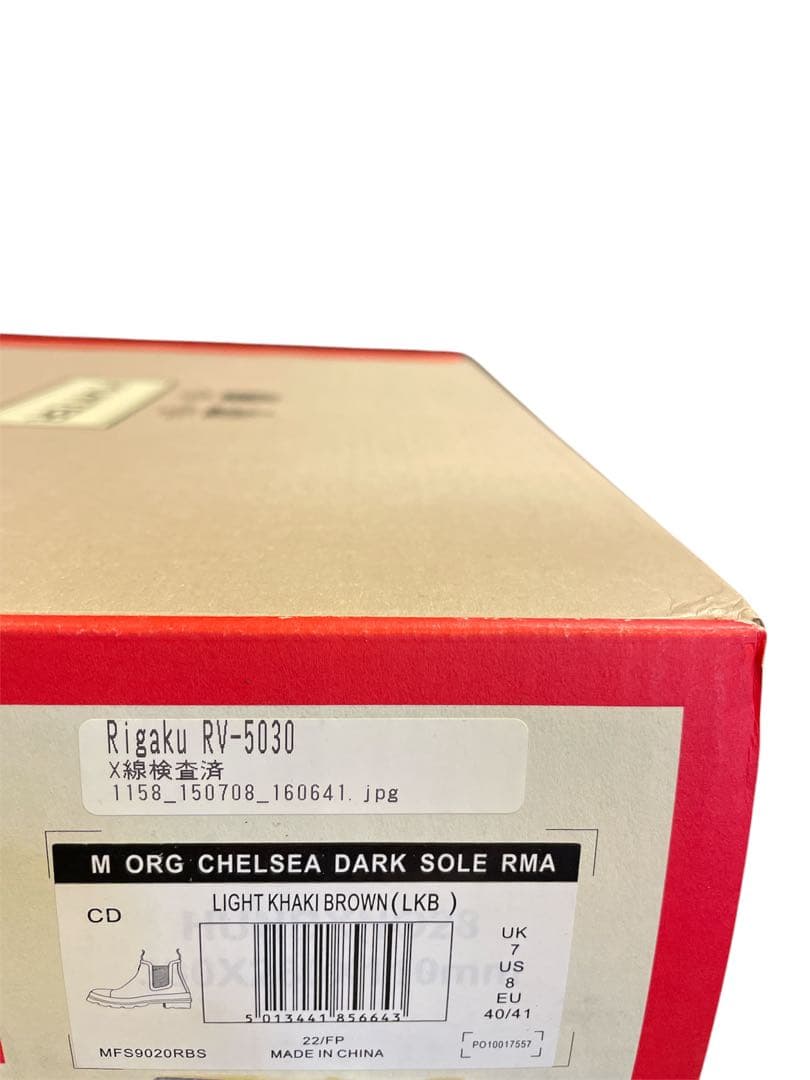 Rigaku RV-5030
X線検査済
1158_150708_160641.jpg
M ORG CHELSEA DARK SOLE RMA
LIGHT KHAKI BROWN(LKB )
CD
UK
7
US
8
EU
40/41
5 013441 856643
MFS9020RBS
22/FP
MADE IN CHINA
PO10017557